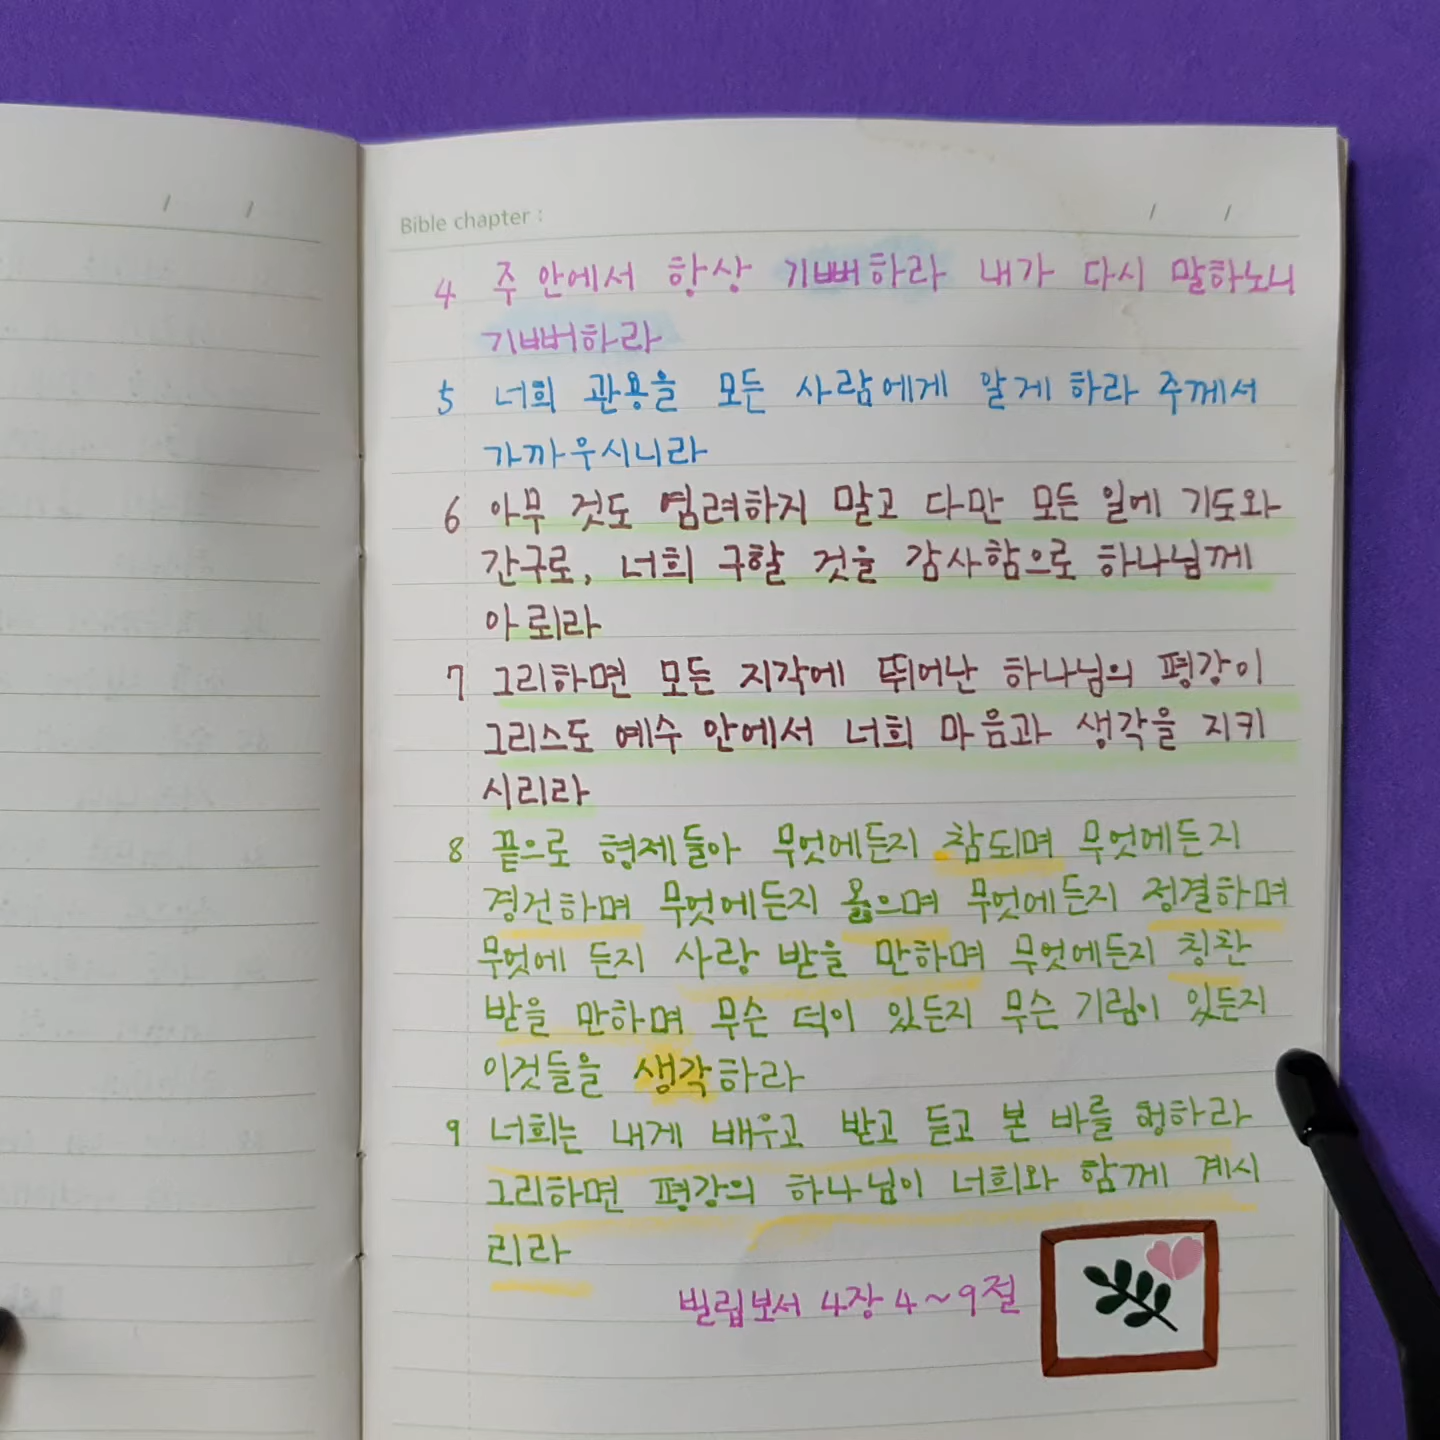 Bible chapter : / /
4 주 안에서 항상 기뻐하라 내가 다시 말하노니
기뻐하라
5 너희 관용을 모든 사람에게 알게 하라 주께서
가까우시니라
6 아무 것도 염려하지 말고 다만 모든 일에 기도와
간구로, 너희 구할 것을 감사함으로 하나님께
아뢰라
7 그리하면 모든 지각에 뛰어난 하나님의 평강이
그리스도 예수 안에서 너희 마음과 생각을 지키
시리라
8 끝으로 형제들아 무엇에든지 참되며 무엇에든지
경건하며 무엇에든지 옳으며 무엇에든지 정결하며
무엇에 든지 사랑 받을 만하며 무엇에든지 칭찬
받을 만하며 무슨 덕이 있든지 무슨 기림이 있든지
이것들을 생각하라
9 너희는 내게 배우고 받고 듣고 본 바를 행하라
그리하면 평강의 하나님이 너희와 함께 계시
리라
빌립보서 4장 4~9절